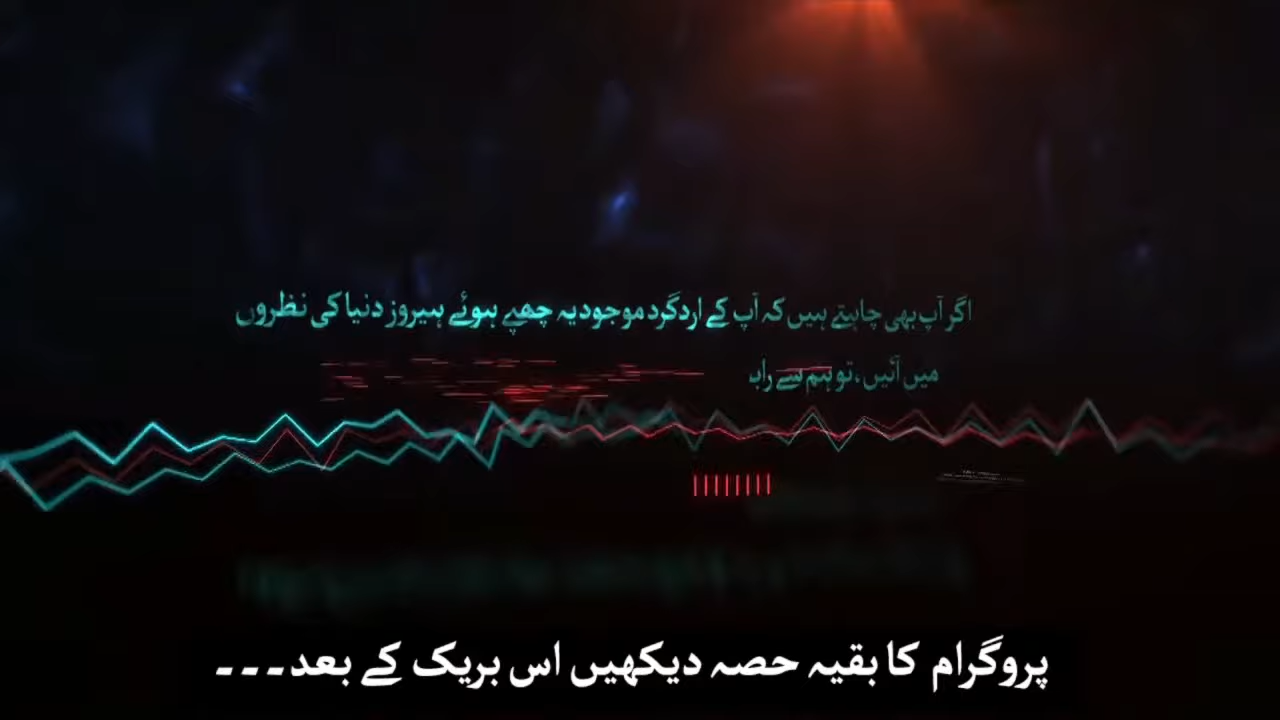 اگر آپ بھی چاہتے ہیں کہ آپ کے اردگرد موجود یہ چھپے ہوئے ہیروز دنیا کی نظروں
میں آئیں، تو ہم سے
پروگرام کا بقیہ حصہ دیکھیں اس بریک کے بعد۔۔۔